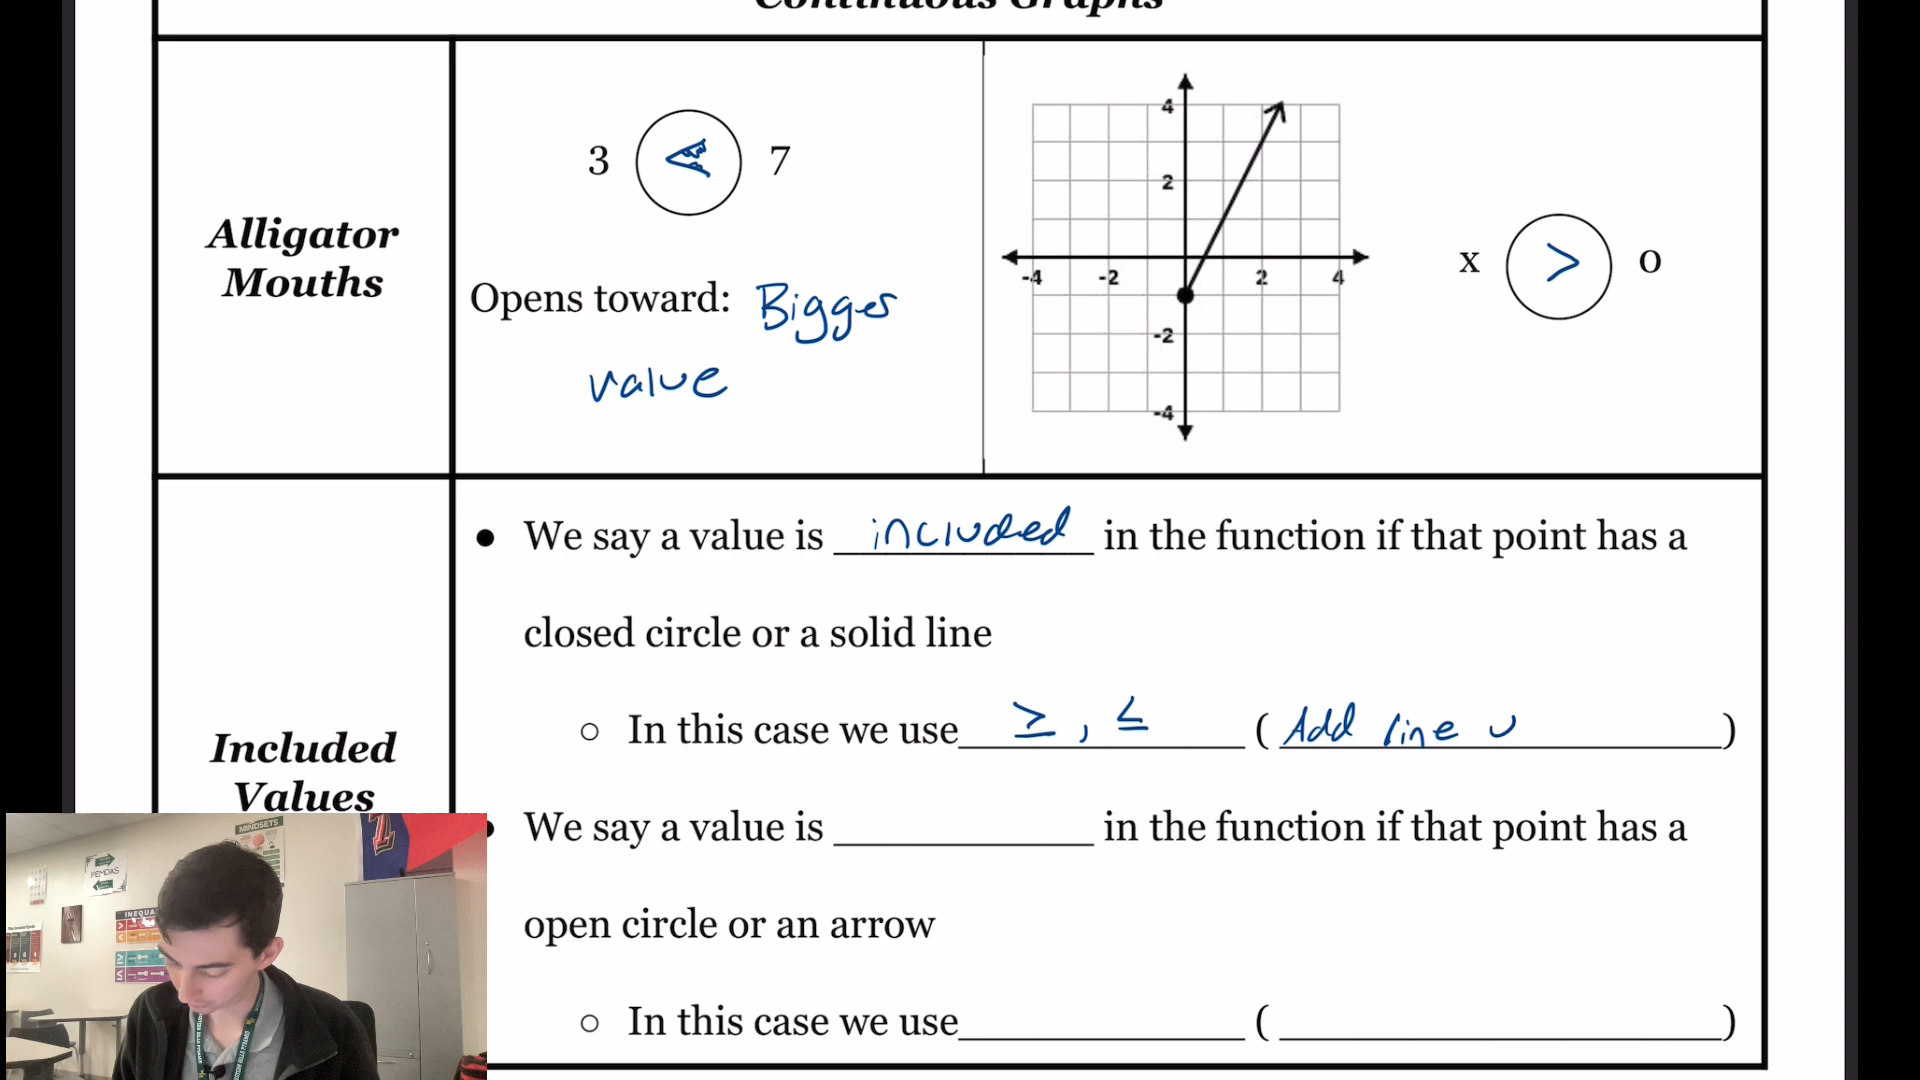 Continuous Graphs
Alligator
Mouths
3 < 7
Opens toward: Bigger
value
4
2
-4 -2 2 4
-2
-4
x > 0
Included
Values
• We say a value is included in the function if that point has a
closed circle or a solid line
○ In this case we use ≥, ≤ (Add line u)
• We say a value is ____________ in the function if that point has a
open circle or an arrow
○ In this case we use____________ (____________)
MINDSETS
PEMDAS
INEQUA